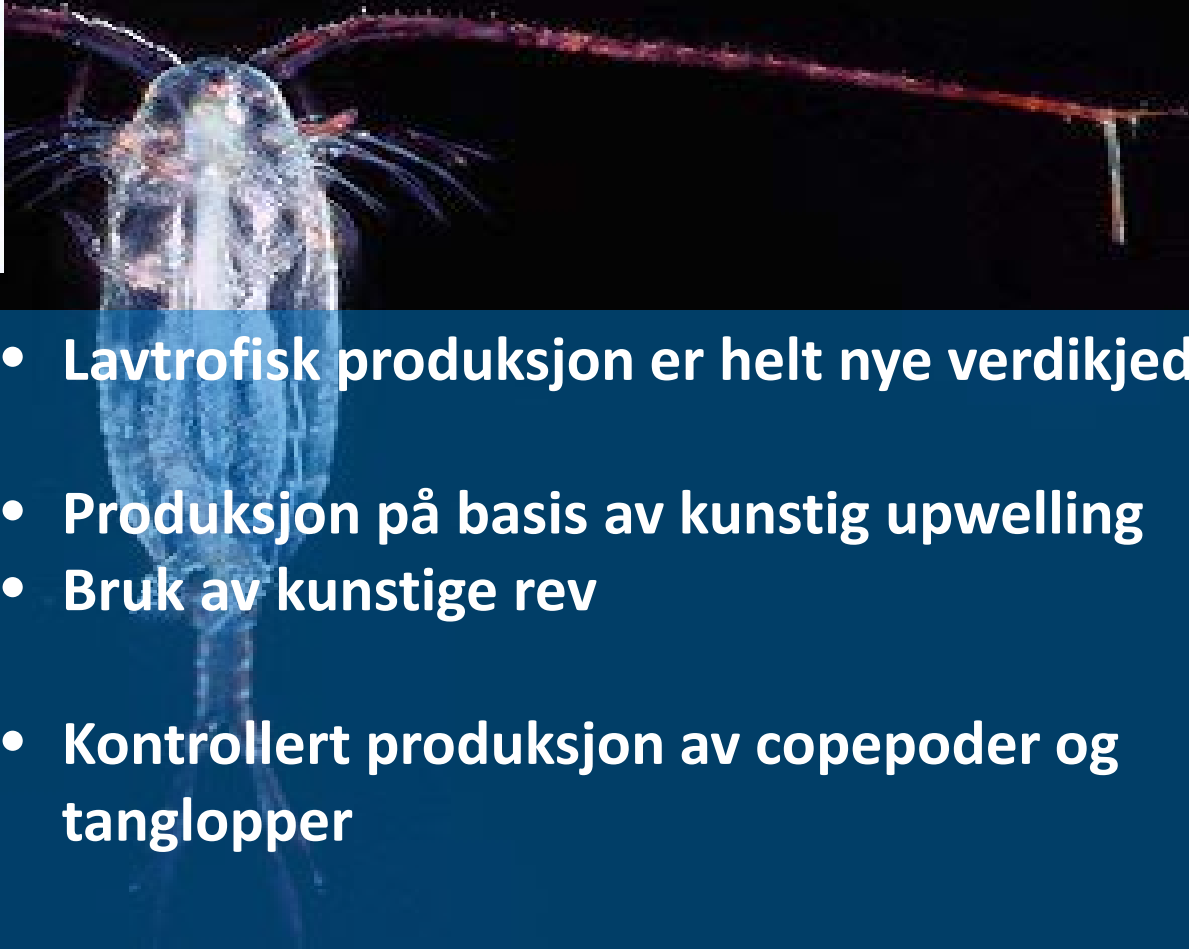 • Lavtrofisk produksjon er helt nye verdikjed
• Produksjon på basis av kunstig upwelling
• Bruk av kunstige rev
• Kontrollert produksjon av copepoder og
tanglopper